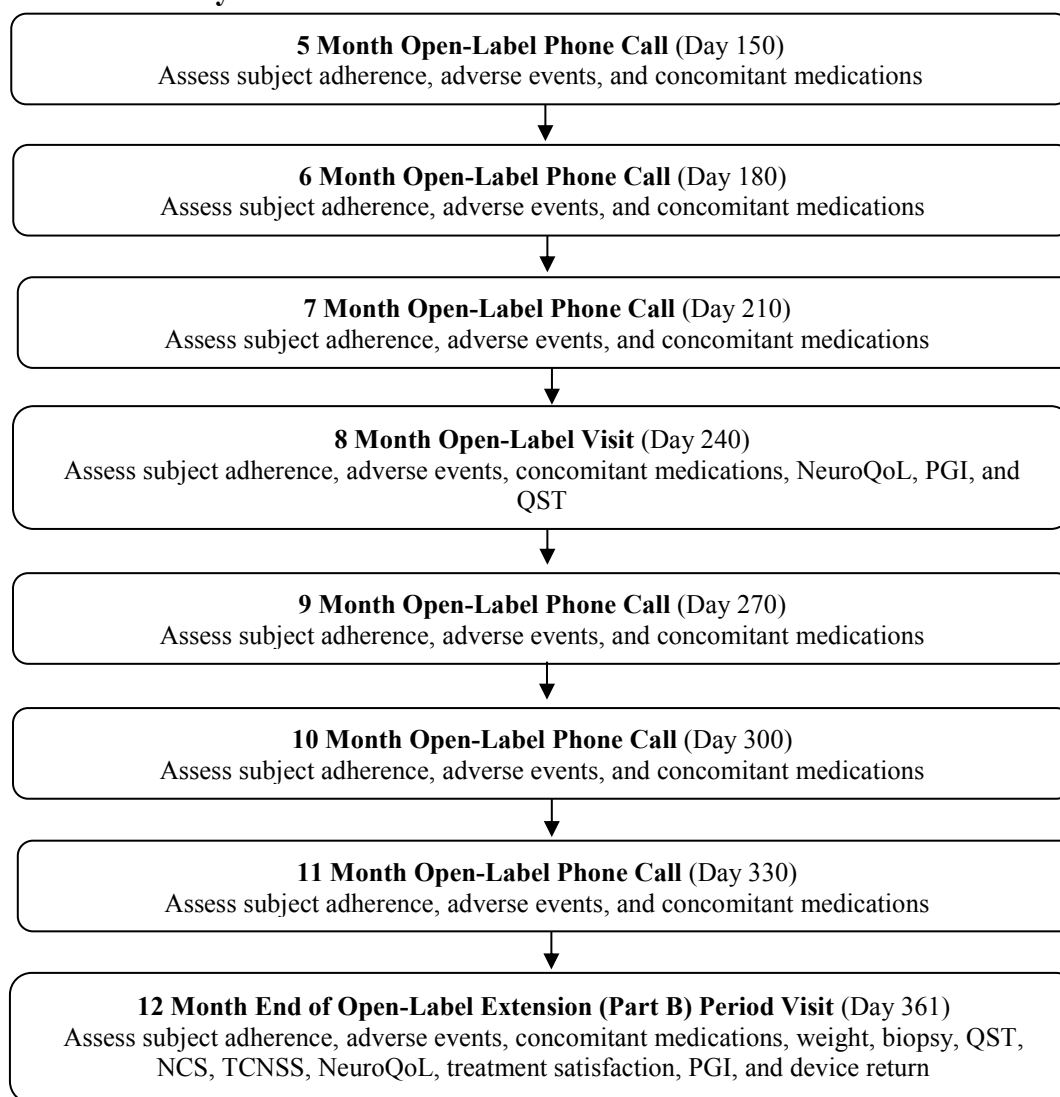 5 Month Open-Label Phone Call (Day 150)
Assess subject adherence, adverse events, and concomitant medications
6 Month Open-Label Phone Call (Day 180)
Assess subject adherence, adverse events, and concomitant medications
7 Month Open-Label Phone Call (Day 210)
Assess subject adherence, adverse events, and concomitant medications
8 Month Open-Label Visit (Day 240)
Assess subject adherence, adverse events, concomitant medications, NeuroQoL, PGI, and
QST
9 Month Open-Label Phone Call (Day 270)
Assess subject adherence, adverse events, and concomitant medications
10 Month Open-Label Phone Call (Day 300)
Assess subject adherence, adverse events, and concomitant medications
11 Month Open-Label Phone Call (Day 330)
Assess subject adherence, adverse events, and concomitant medications
12 Month End of Open-Label Extension (Part B) Period Visit (Day 361)
Assess subject adherence, adverse events, concomitant medications, weight, biopsy, QST,
NCS, TCNSS, NeuroQoL, treatment satisfaction, PGI, and device return